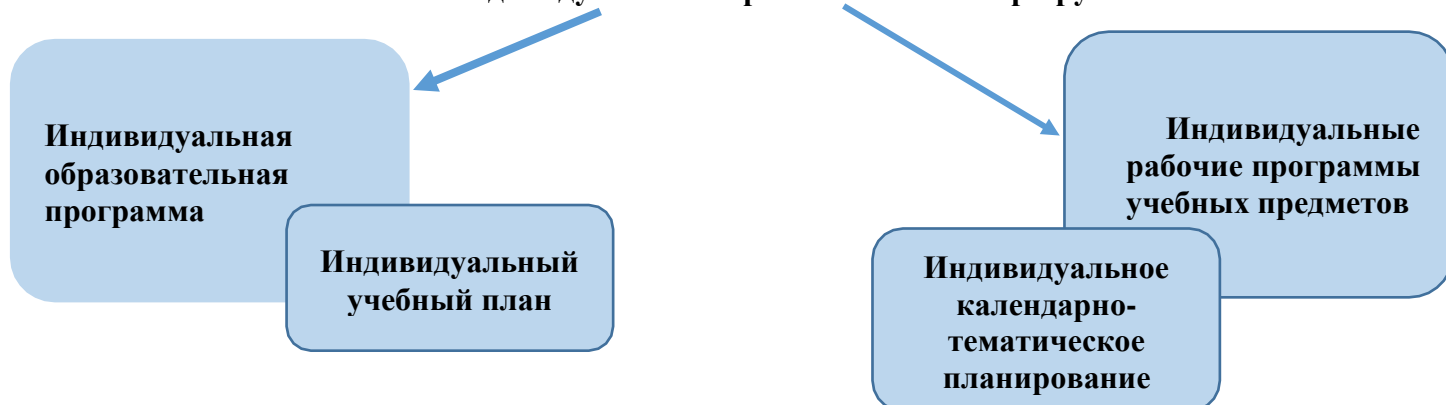 Индивидуальная
образовательная
программа
Индивидуальный
учебный план
Индивидуальные
рабочие программы
учебных предметов
Индивидуальное
календарно-
тематическое
планирование